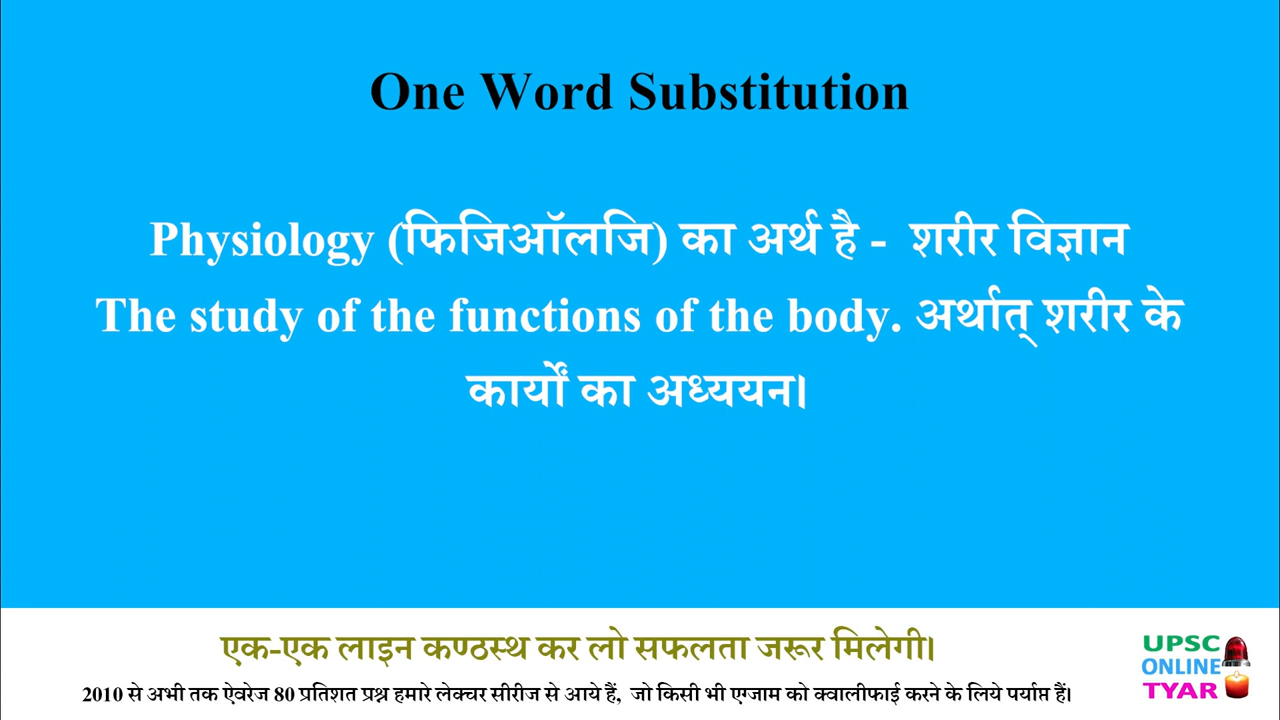 One Word Substitution
Physiology (फिजिऑलजि) का अर्थ है - शरीर विज्ञान
The study of the functions of the body. अर्थात् शरीर के
कार्यों का अध्ययन।
एक-एक लाइन कण्ठस्थ कर लो सफलता जरूर मिलेगी।
2010 से अभी तक ऐवरेज 80 प्रतिशत प्रश्न हमारे लेक्चर सीरीज से आये हैं, जो किसी भी एग्जाम को क्वालीफाई करने के लिये पर्याप्त हैं।
UPSC
ONLINE
TYAR